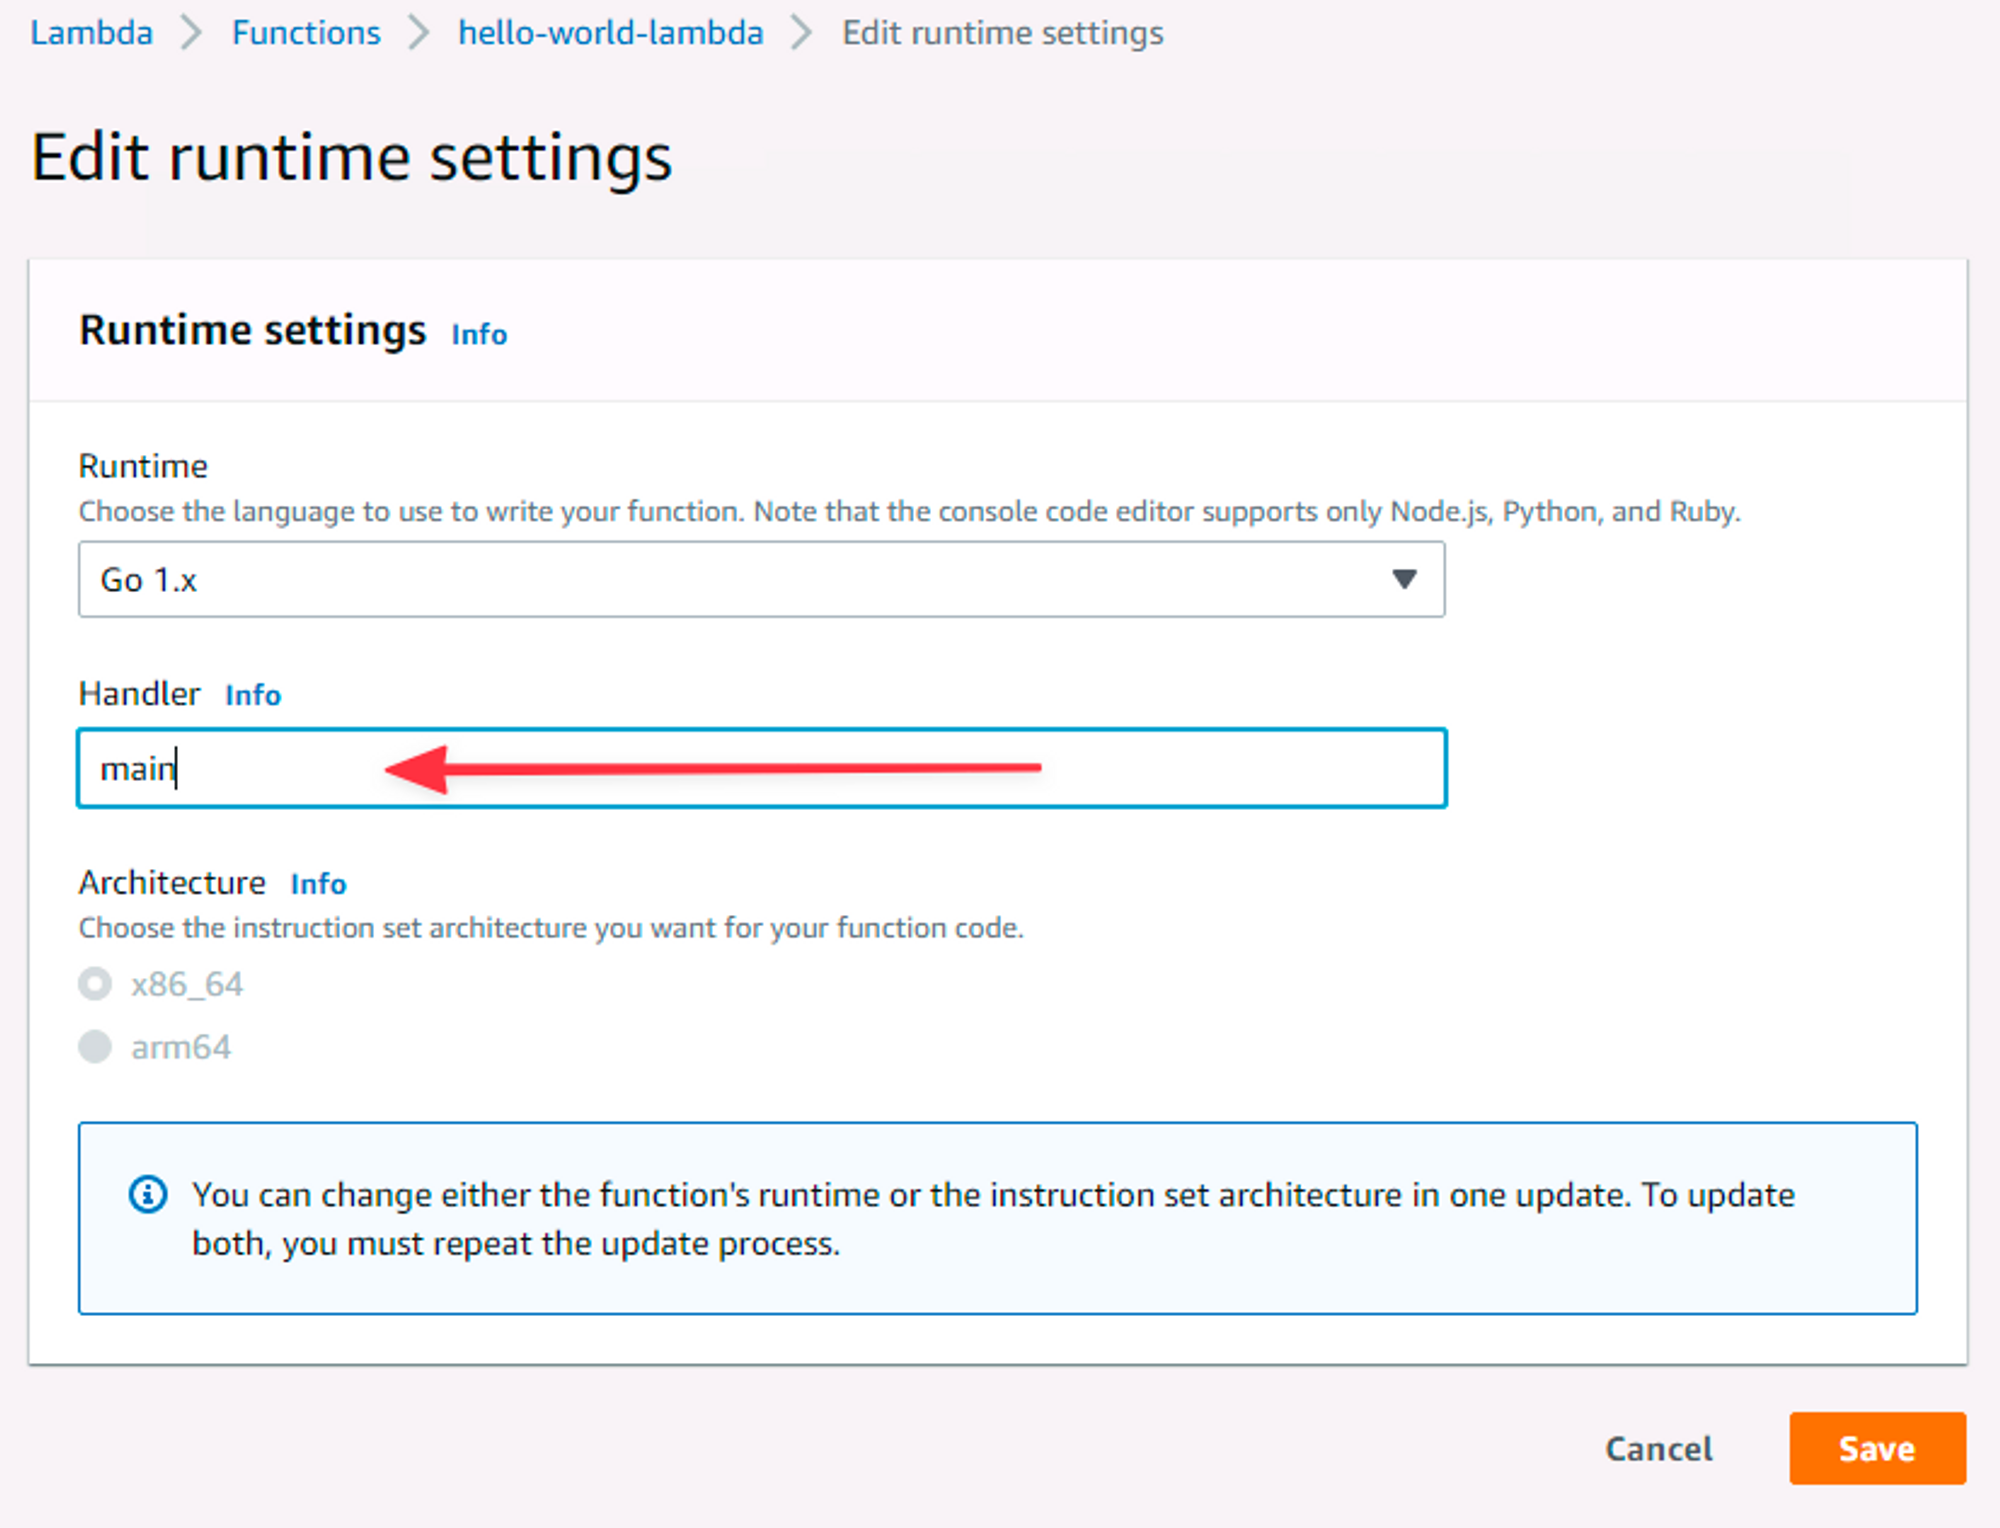 Lambda > Functions > hello-world-lambda > Edit runtime settings
Edit runtime settings
Runtime settings Info
Runtime
Choose the language to use to write your function. Note that the console code editor supports only Node.js, Python, and Ruby.
Go 1.x
Handler Info
main
Architecture Info
Choose the instruction set architecture you want for your function code.
x86_64
arm64
You can change either the function's runtime or the instruction set architecture in one update. To update
both, you must repeat the update process.
Cancel Save